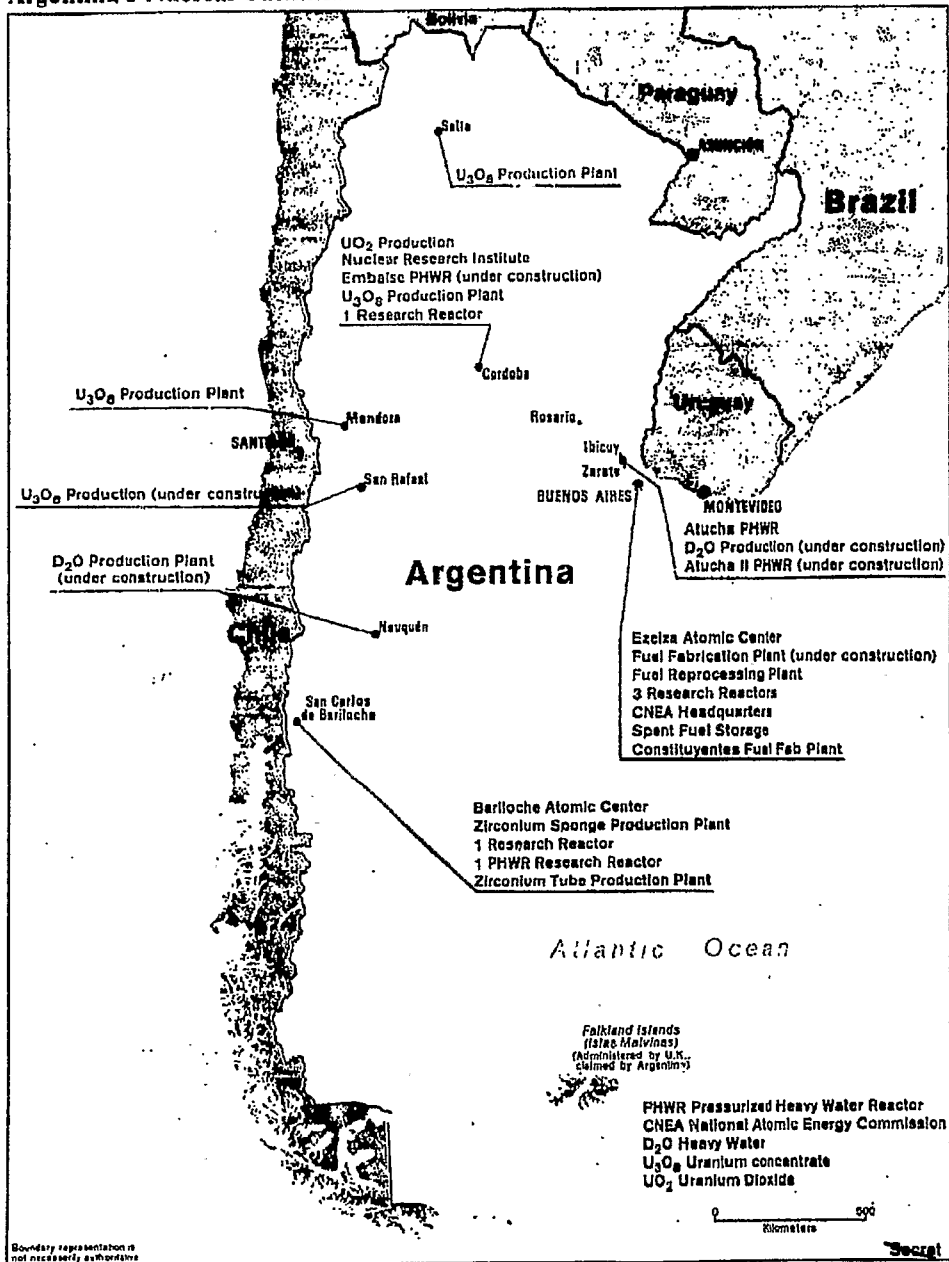 Bolivia
Paraguay
ASUNCIÓN
Brazil
Salta
U₃O₈ Production Plant
UO₂ Production
Nuclear Research Institute
Embalse PHWR (under construction)
U₃O₈ Production Plant
1 Research Reactor
Cordoba
U₃O₈ Production Plant
Mendoza
SANTIAGO
Rosario
Uruguay
Ibicuy
Zarate
BUENOS AIRES
MONTEVIDEO
San Rafael
U₃O₈ Production (under construction)
Atucha PHWR
D₂O Production (under construction)
Atucha II PHWR (under construction)
D₂O Production Plant
(under construction)
Argentina
Neuquén
Chile
Ezeiza Atomic Center
Fuel Fabrication Plant (under construction)
Fuel Reprocessing Plant
3 Research Reactors
CNEA Headquarters
Spent Fuel Storage
Constituyentes Fuel Fab Plant
San Carlos
de Bariloche
Bariloche Atomic Center
Zirconium Sponge Production Plant
1 Research Reactor
1 PHWR Research Reactor
Zirconium Tube Production Plant
Atlantic Ocean
Falkland Islands
(Islas Malvinas)
(Administered by U.K.,
claimed by Argentina)
PHWR Pressurized Heavy Water Reactor
CNEA National Atomic Energy Commission
D₂O Heavy Water
U₃O₈ Uranium concentrate
UO₂ Uranium Dioxide
0 500
Kilometers
Boundary representation is
not necessarily authoritative
Secret